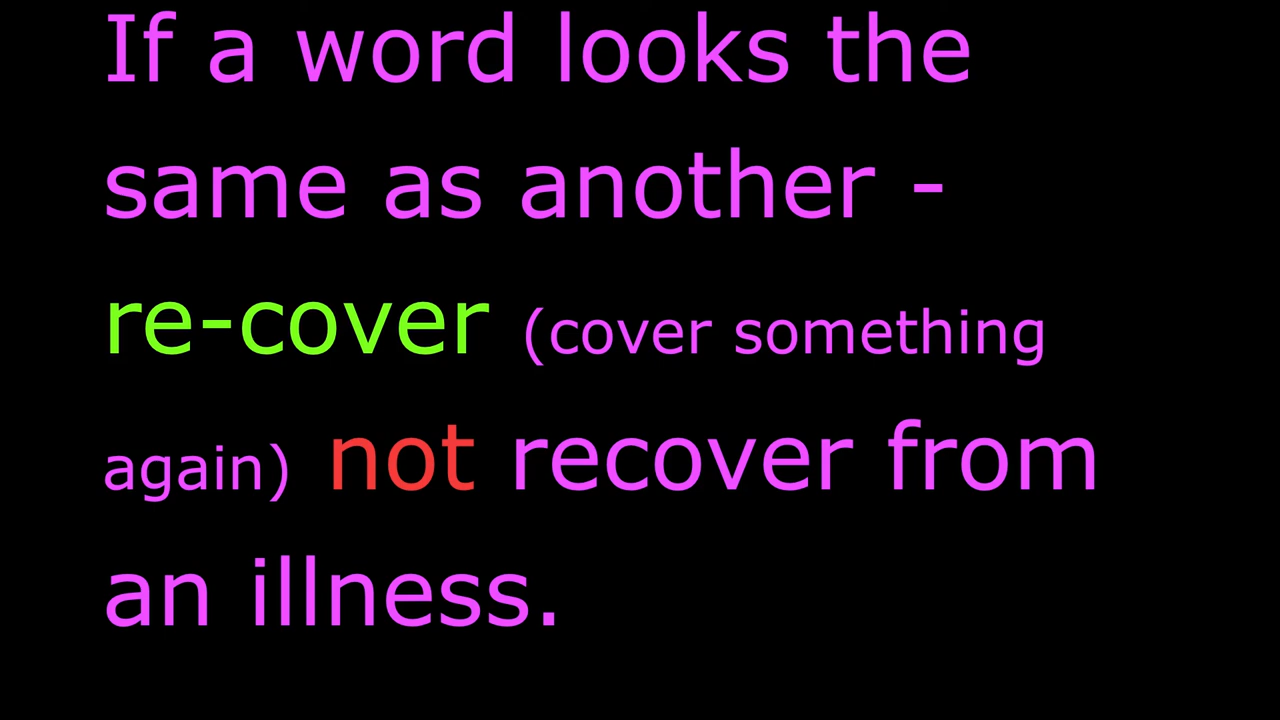 If a word looks the
same as another -
re-cover (cover something
again) not recover from
an illness.